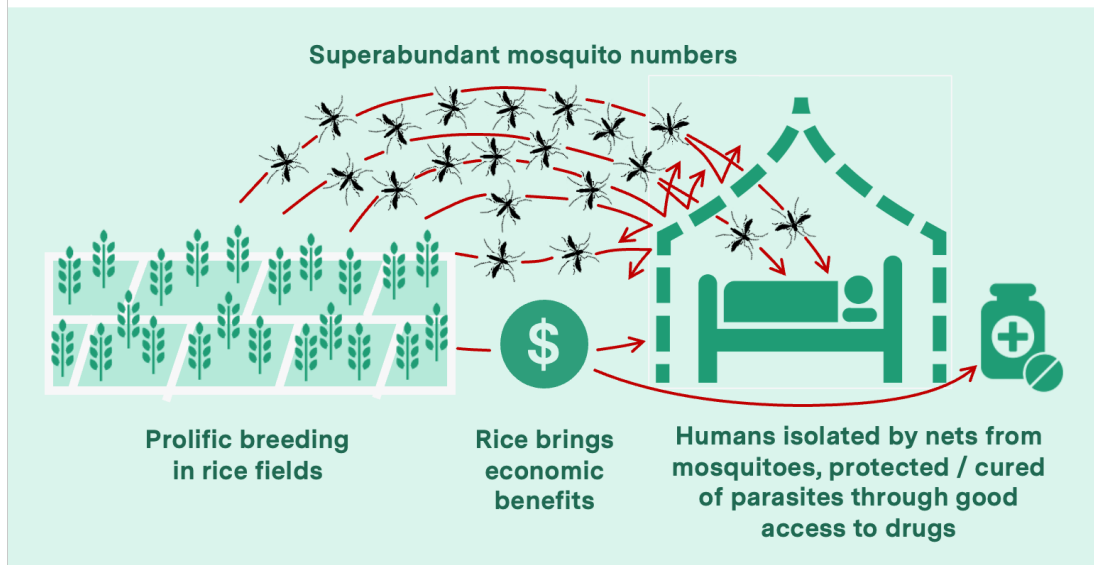 Superabundant mosquito numbers
$
Prolific breeding
in rice fields
Rice brings
economic
benefits
Humans isolated by nets from
mosquitoes, protected / cured
of parasites through good
access to drugs